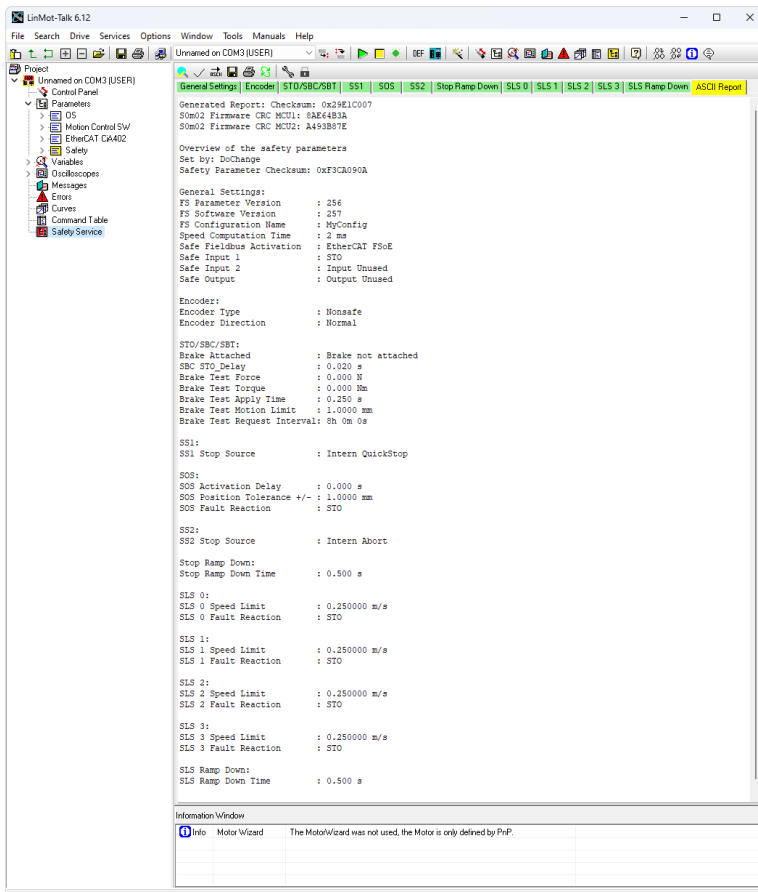 LinMot-Talk 6.12
File Search Drive Services Options Window Tools Manuals Help
Unnamed on COM3 (USER)
DEF
Project
Unnamed on COM3 (USER)
Control Panel
Parameters
OS
Motion Control SW
EtherCAT CiA402
Safety
Variables
Oscilloscopes
Messages
Errors
Curves
Command Table
Safety Service
General Settings Encoder STO/SBC/SBT SS1 SOS SS2 Stop Ramp Down SLS 0 SLS 1 SLS 2 SLS 3 SLS Ramp Down ASCII Report
Generated Report: Checksum: 0x29E1C007
S0m02 Firmware CRC MCU1: 8AE64B3A
S0m02 Firmware CRC MCU2: A493B87E
Overview of the safety parameters
Set by: DoChange
Safety Parameter Checksum: 0xF3CA090A
General Settings:
FS Parameter Version : 256
FS Software Version : 257
FS Configuration Name : MyConfig
Speed Computation Time : 2 ms
Safe Fieldbus Activation : EtherCAT FSoE
Safe Input 1 : STO
Safe Input 2 : Input Unused
Safe Output : Output Unused
Encoder:
Encoder Type : Nonsafe
Encoder Direction : Normal
STO/SBC/SBT:
Brake Attached : Brake not attached
SBC STO_Delay : 0.020 s
Brake Test Force : 0.000 N
Brake Test Torque : 0.000 Nm
Brake Test Apply Time : 0.250 s
Brake Test Motion Limit : 1.0000 mm
Brake Test Request Interval: 8h 0m 0s
SS1:
SS1 Stop Source : Intern QuickStop
SOS:
SOS Activation Delay : 0.000 s
SOS Position Tolerance +/- : 1.0000 mm
SOS Fault Reaction : STO
SS2:
SS2 Stop Source : Intern Abort
Stop Ramp Down:
Stop Ramp Down Time : 0.500 s
SLS 0:
SLS 0 Speed Limit : 0.250000 m/s
SLS 0 Fault Reaction : STO
SLS 1:
SLS 1 Speed Limit : 0.250000 m/s
SLS 1 Fault Reaction : STO
SLS 2:
SLS 2 Speed Limit : 0.250000 m/s
SLS 2 Fault Reaction : STO
SLS 3:
SLS 3 Speed Limit : 0.250000 m/s
SLS 3 Fault Reaction : STO
SLS Ramp Down:
SLS Ramp Down Time : 0.500 s
Information Window
Info Motor Wizard The MotorWizard was not used, the Motor is only defined by PnP.